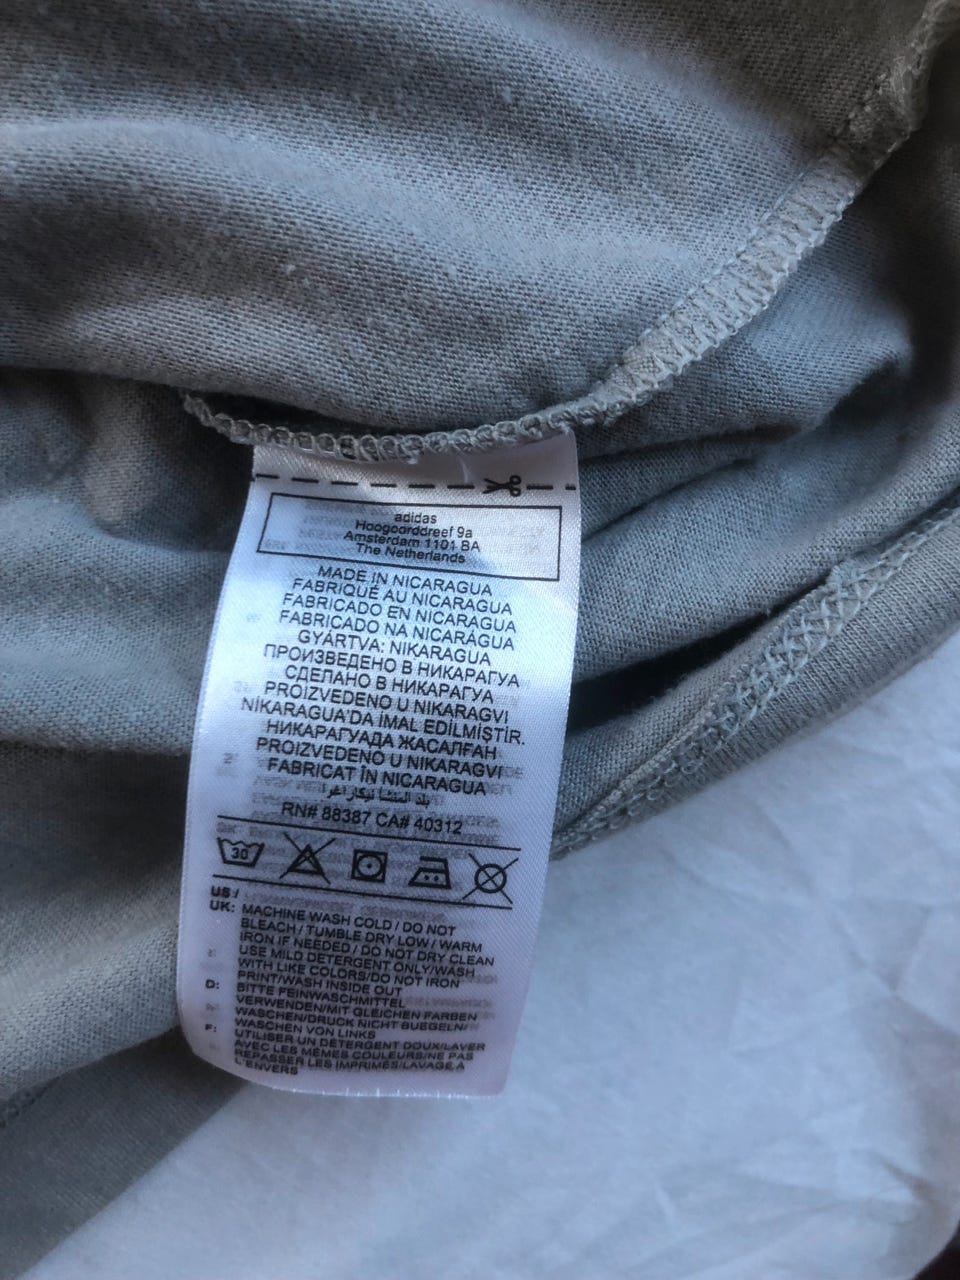 adidas
Hoogoorddreef 9a
Amsterdam 1101 BA
The Netherlands
MADE IN NICARAGUA
FABRIQUÉ AU NICARAGUA
FABRICADO EN NICARAGUA
FABRICADO NA NICARÁGUA
GYÁRTVA: NIKARAGUA
ПРОИЗВЕДЕНО В НИКАРАГУА
СДЕЛАНО В НИКАРАГУА
PROIZVEDENO U NIKARAGVI
NİKARAGUA'DA İMAL EDİLMİŞTİR.
НИКАРАГУАДА ЖАСАЛҒАН
PROIZVEDENO U NIKARAGVI
FABRICAT ÎN NICARAGUA
بلد المنشأ نيكاراغوا
RN# 88387 CA# 40312
30
US /
UK: MACHINE WASH COLD / DO NOT
BLEACH / TUMBLE DRY LOW / WARM
IRON IF NEEDED / DO NOT DRY CLEAN
USE MILD DETERGENT ONLY/WASH
WITH LIKE COLORS/DO NOT IRON
PRINT/WASH INSIDE OUT
D: BITTE FEINWASCHMITTEL
VERWENDEN/MIT GLEICHEN FARBEN
WASCHEN/DRUCK NICHT BUEGELN/
WASCHEN VON LINKS
F: UTILISER UN DETERGENT DOUX/LAVER
AVEC LES MÊMES COULEURS/NE PAS
REPASSER LES IMPRIMÉS/LAVAGE A
L'ENVERS